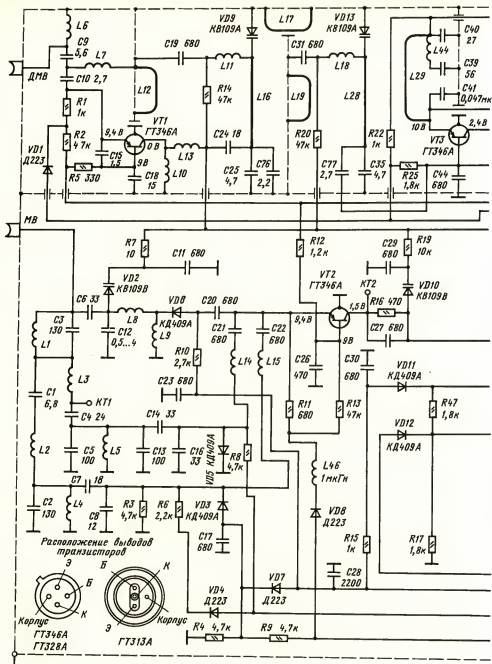 L6
C9
5,6
L7
ДМВ
C10 2,7
R1
1к
R2
4,7к
VD1
Д223
R5 330
C15
1,5
9,4 В
VT1
ГТ346А
0 В
9В
C18
15
L10
L13
L12
C19 680
R14
47к
L11
VD9
КВ109А
L16
C24 18
C25
4,7
C76
2,2
L17
C31 680
L19
L18
R20
47к
VD13
КВ109А
L28
C77
2,7
C35
4,7
R22
1к
R25
1,8к
L29
L44
C40
27
C39
56
C41
0,047мк
10 В
VT3
ГТ346А
2,4В
C44
680
МВ
R7
10
C11 680
VD2
КВ109В
C6 33
C3
130
L1
L8
C12
0,5...4
L9
VD6
КД409А
C20 680
C21
680
C22
680
R10
2,7к
L14
L15
C23 680
R12
1,2к
VT2
ГТ346А
9,4В
1,5 В
9В
C26
470
R11
680
R13
47к
C29
680
R19
10к
КТ2
VD10
КВ109В
R16 470
C27 680
C30
680
VD11
КД409А
VD12
КД409А
R47
1,8к
R17
1,8к
C1
6,8
L3
КТ1
C4 24
C14 33
L2
C5
100
L5
C13
100
C16
33
VD5 КД409А
R8
4,7к
L46
1мкГн
VD8
Д223
C7 18
C2
130
L4
C8
12
R3
4,7к
R6
2,2к
VD3
КД409А
C17
680
R15
1к
C28
2200
VD7
Д223
VD4
Д223
R4 4,7к
R9 4,7к
Расположение выводов
транзисторов
Э
Б
К
Корпус
ГТ346А
ГТ328А
Б
К
Э
Корпус
ГТ313А